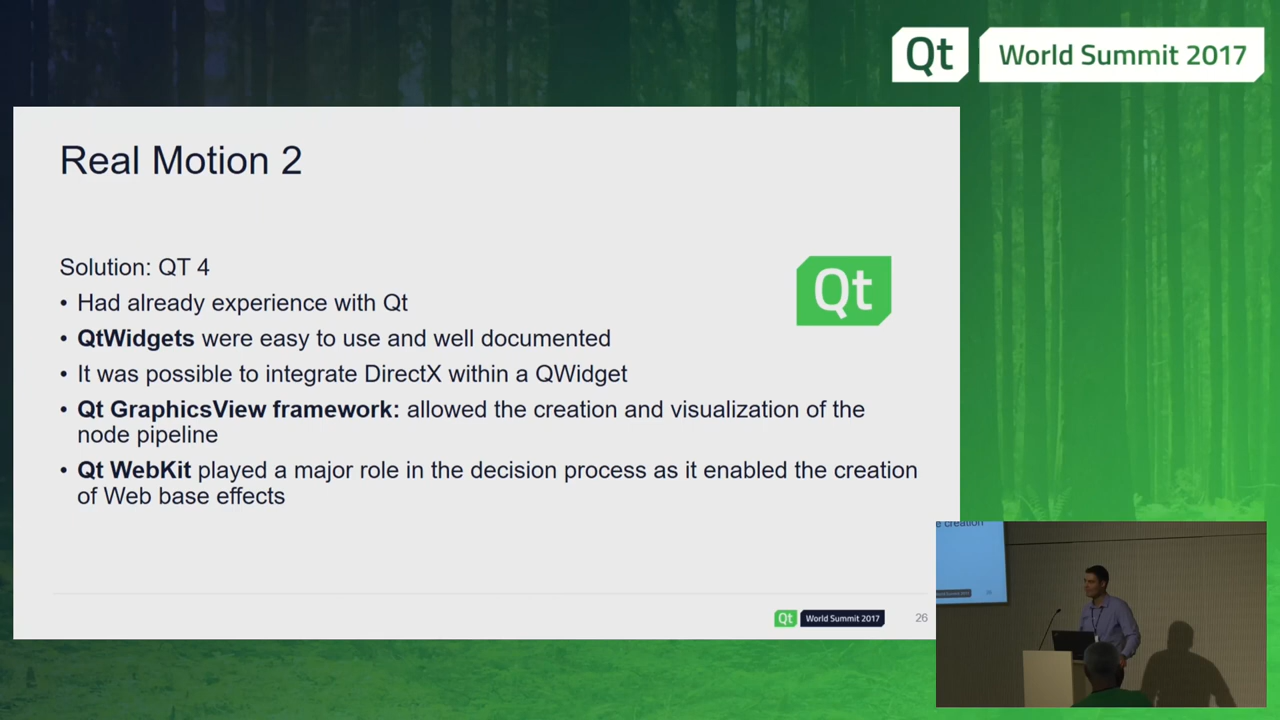 Qt World Summit 2017
Real Motion 2
Solution: QT 4
• Had already experience with Qt
• QtWidgets were easy to use and well documented
• It was possible to integrate DirectX within a QWidget
• Qt GraphicsView framework: allowed the creation and visualization of the
node pipeline
• Qt WebKit played a major role in the decision process as it enabled the creation
of Web base effects
Qt
Qt World Summit 2017
26
e creation